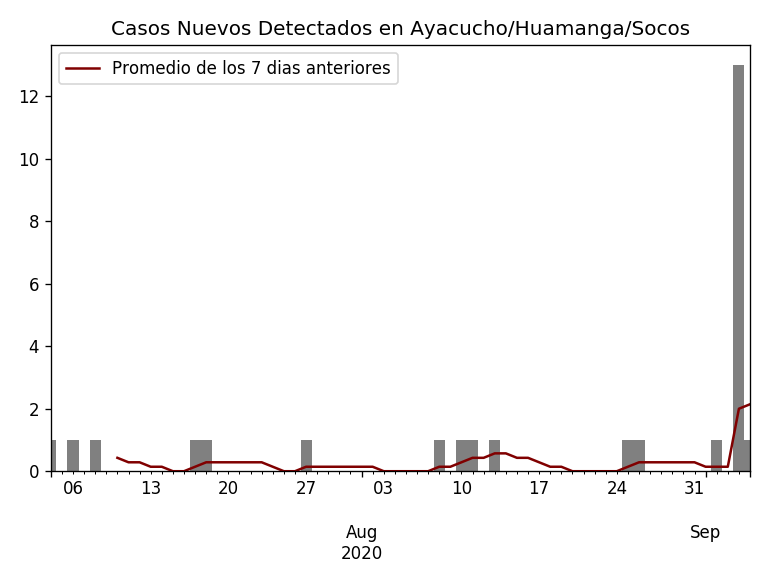 Casos Nuevos Detectados en Ayacucho/Huamanga/Socos
Promedio de los 7 dias anteriores
12
10
8
6
4
2
0
06 13 20 27 03 10 17 24 31
Aug Sep
2020